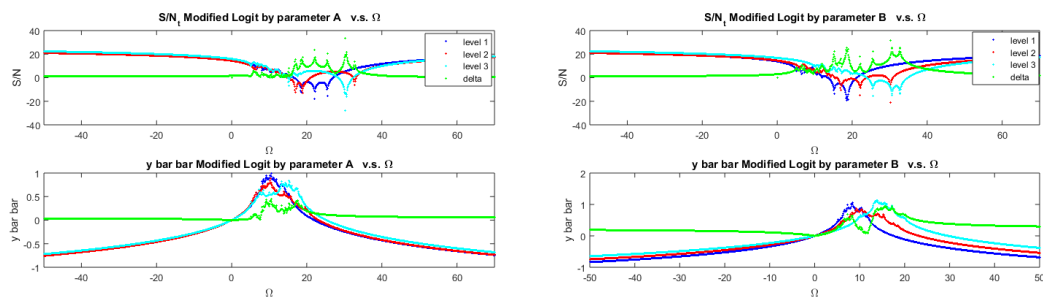 S/N_t Modified Logit by parameter A v.s. Ω
40
20
0
-20
-40
S/N
-40
-20
0
20
40
60
Ω
level 1
level 2
level 3
delta
y bar bar Modified Logit by parameter A v.s. Ω
1
0.5
0
-0.5
-1
y bar bar
-40
-20
0
20
40
60
Ω
S/N_t Modified Logit by parameter B v.s. Ω
40
20
0
-20
-40
S/N
-40
-20
0
20
40
60
Ω
level 1
level 2
level 3
delta
y bar bar Modified Logit by parameter B v.s. Ω
2
1
0
-1
y bar bar
-50
-40
-30
-20
-10
0
10
20
30
40
50
Ω